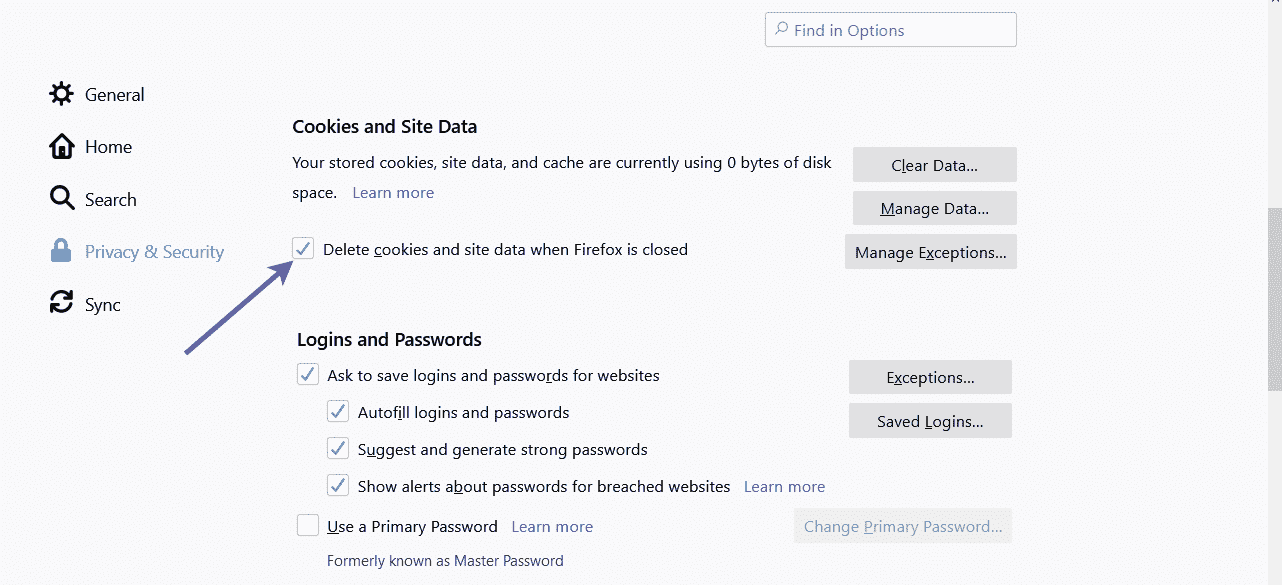 Find in Options
General
Home
Search
Privacy & Security
Sync
Cookies and Site Data
Your stored cookies, site data, and cache are currently using 0 bytes of disk
space. Learn more
Clear Data...
Manage Data...
Delete cookies and site data when Firefox is closed
Manage Exceptions...
Logins and Passwords
Ask to save logins and passwords for websites
Exceptions...
Autofill logins and passwords
Saved Logins...
Suggest and generate strong passwords
Show alerts about passwords for breached websites Learn more
Use a Primary Password Learn more
Change Primary Password...
Formerly known as Master Password